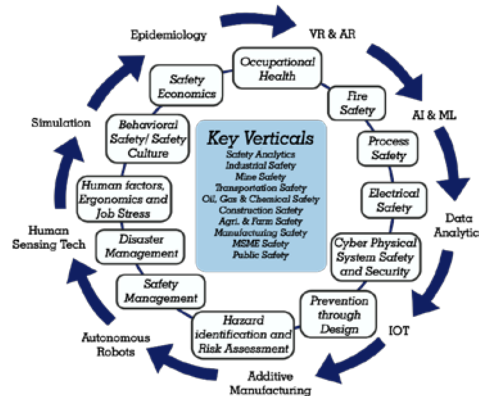 Epidemiology
VR & AR
AI & ML
Data
Analytic
IOT
Additive
Manufacturing
Autonomous
Robots
Human
Sensing Tech
Simulation
Occupational
Health
Fire
Safety
Process
Safety
Electrical
Safety
Cyber Physical
System Safety
and Security
Prevention
through
Design
Hazard
identification and
Risk Assessment
Safety
Management
Disaster
Management
Human factors,
Ergonomics and
Job Stress
Behavioral
Safety/ Safety
Culture
Safety
Economics
Key Verticals
Safety Analytics
Industrial Safety
Mine Safety
Transportation Safety
Oil, Gas & Chemical Safety
Construction Safety
Agri. & Farm Safety
Manufacturing Safety
MSME Safety
Public Safety